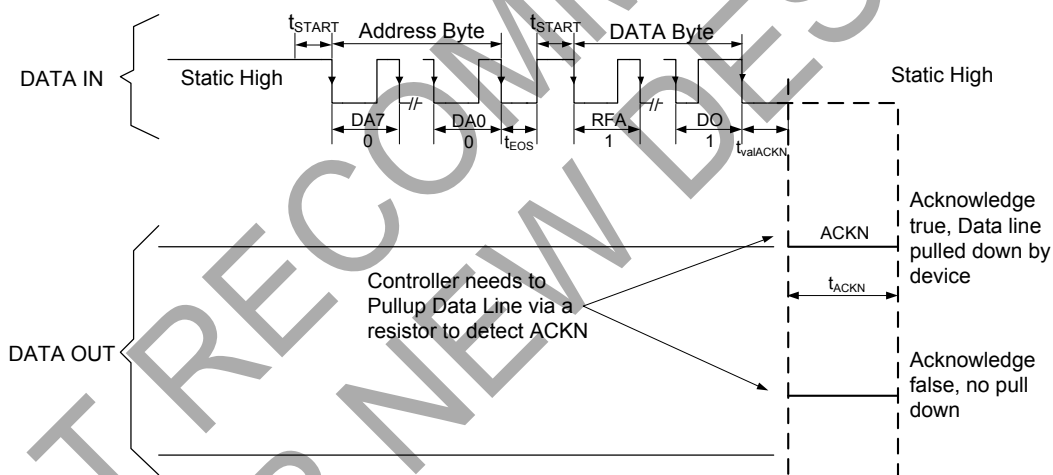 tSTART Address Byte tSTART DATA Byte
DATA IN Static High Static High
DA7 DA0 RFA DO
0 0 tEOS 1 1 tvalACKN
Acknowledge
true, Data line
pulled down by
device
ACKN
tACKN
Controller needs to
Pullup Data Line via a
resistor to detect ACKN
DATA OUT
Acknowledge
false, no pull
down